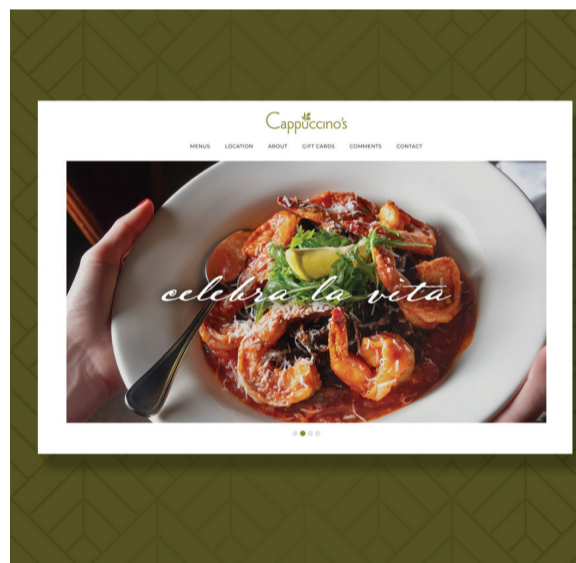 Cappuccino's
MENUS LOCATION ABOUT GIFT CARDS COMMENTS CONTACT
celebra la vita